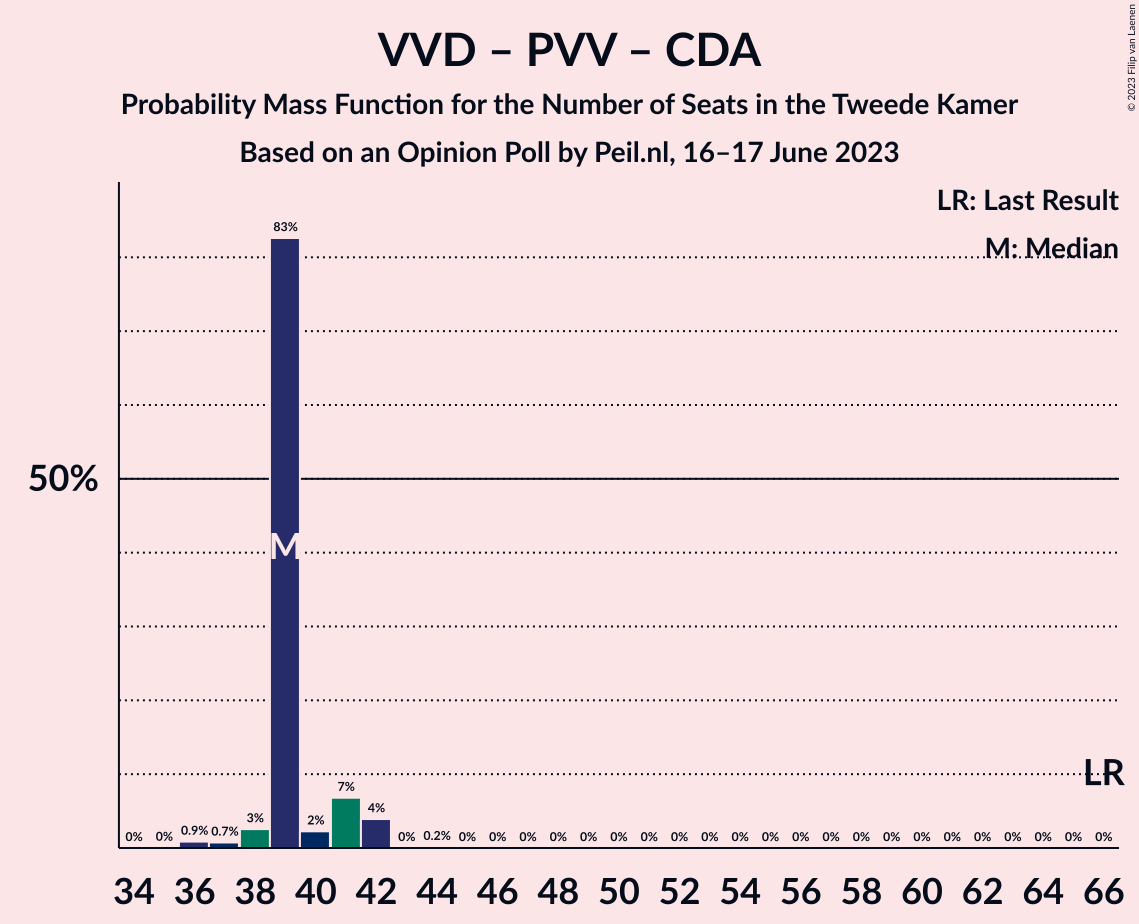 VVD – PVV – CDA
Probability Mass Function for the Number of Seats in the Tweede Kamer
Based on an Opinion Poll by Peil.nl, 16–17 June 2023
© 2023 Filip van Laenen
LR: Last Result
M: Median
50%
83%
M
LR
0% 0% 0.9% 0.7% 3% 2% 7% 4% 0% 0.2% 0% 0% 0% 0% 0% 0% 0% 0% 0% 0% 0% 0% 0% 0% 0% 0% 0% 0% 0% 0% 0% 0%
34 36 38 40 42 44 46 48 50 52 54 56 58 60 62 64 66